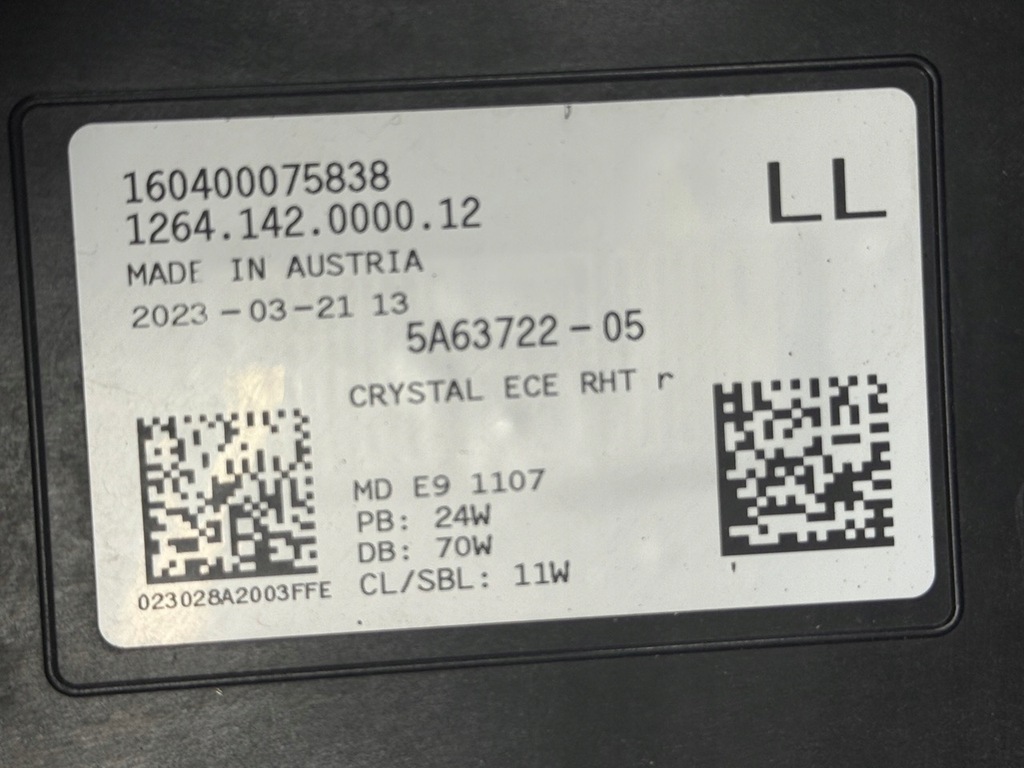 160400075838
LL
1264.142.0000.12
MADE IN AUSTRIA
2023-03-21 13
5A63722-05
CRYSTAL ECE RHT r
MD E9 1107
PB: 24W
DB: 70W
CL/SBL: 11W
023028A2003FFE